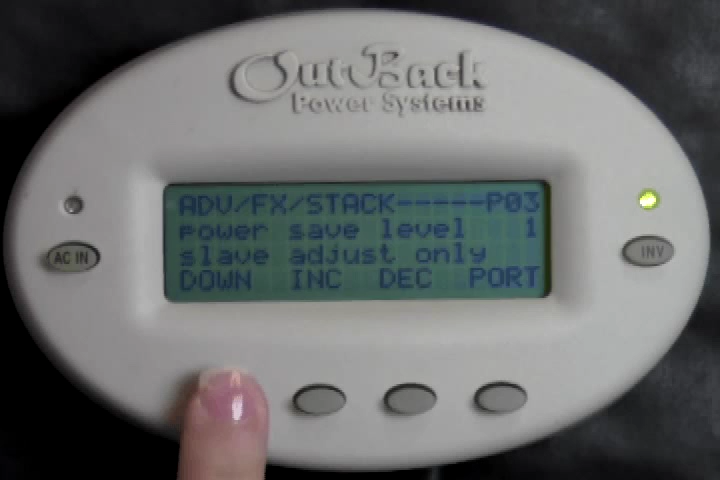 OutBack
Power Systems
ADV/FX/STACK-----P03
power save level 1
slave adjust only
DOWN INC DEC PORT
AC IN
INV